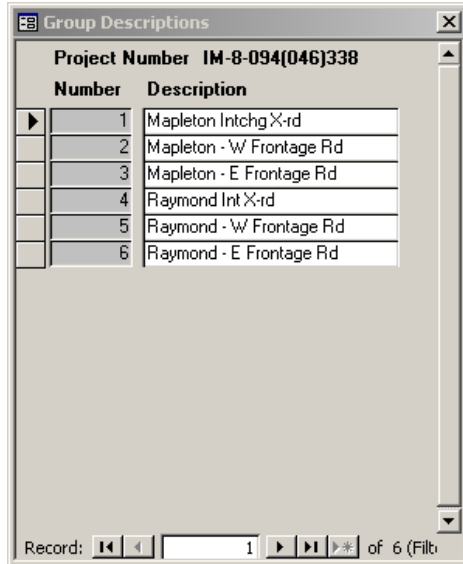 Group Descriptions
Project Number IM-8-094(046)338
Number Description
1 Mapleton Intchg X-rd
2 Mapleton - W Frontage Rd
3 Mapleton - E Frontage Rd
4 Raymond Int X-rd
5 Raymond - W Frontage Rd
6 Raymond - E Frontage Rd
Record: 1 of 6 (Filt